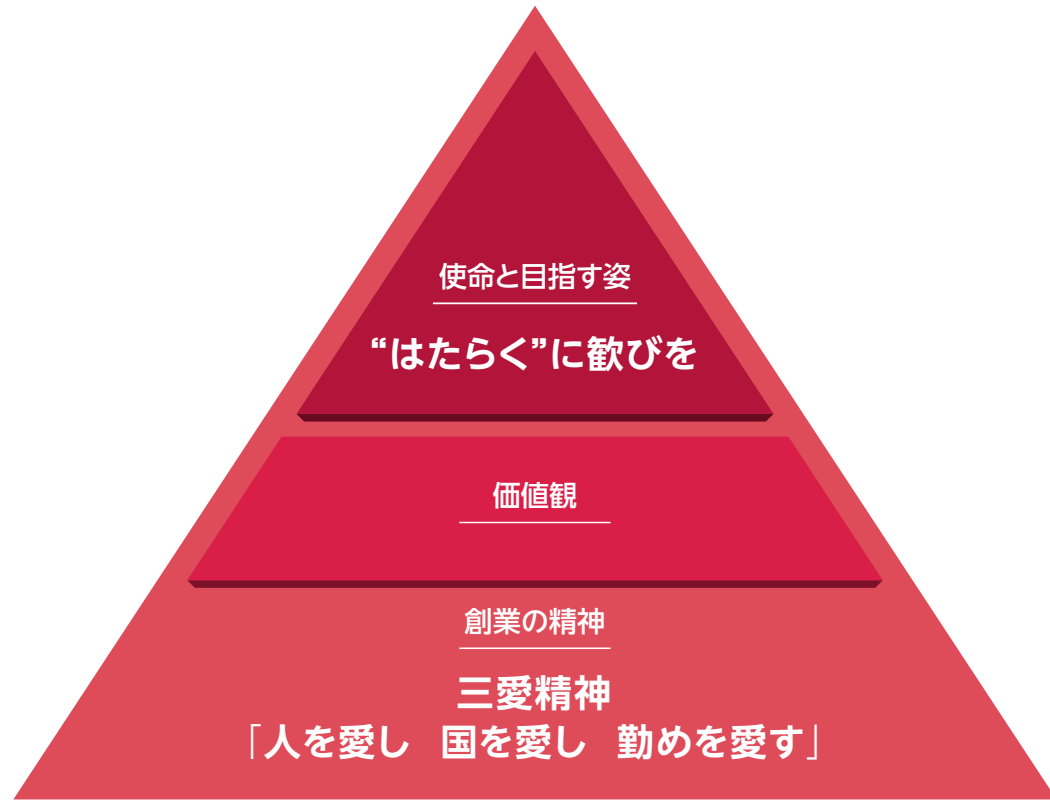 使命と目指す姿
“はたらく”に歓びを
価値観
創業の精神
三愛精神
「人を愛し 国を愛し 勤めを愛す」